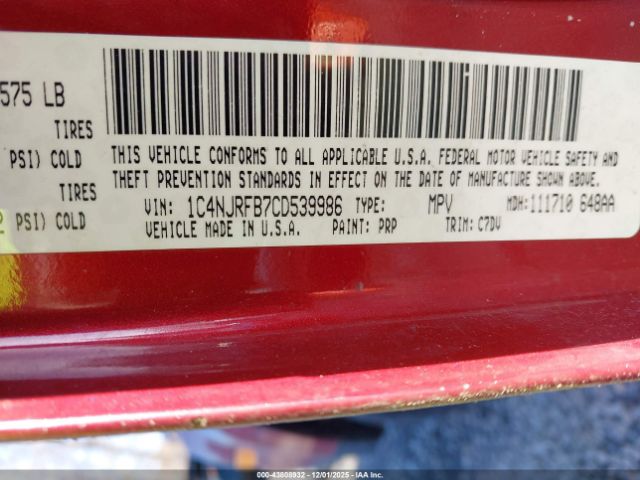 575 LB
TIRES
PSI) COLD
TIRES
PSI) COLD
THIS VEHICLE CONFORMS TO ALL APPLICABLE U.S.A. FEDERAL MOTOR VEHICLE SAFETY AND
THEFT PREVENTION STANDARDS IN EFFECT ON THE DATE OF MANUFACTURE SHOWN ABOVE.
VIN: 1C4NJRFB7CD539986 TYPE: MPV MDH:111710 648AA
VEHICLE MADE IN U.S.A. PAINT: PRP TRIM: C7DV
000-43808932 | 12/01/2025 | IAA Inc.